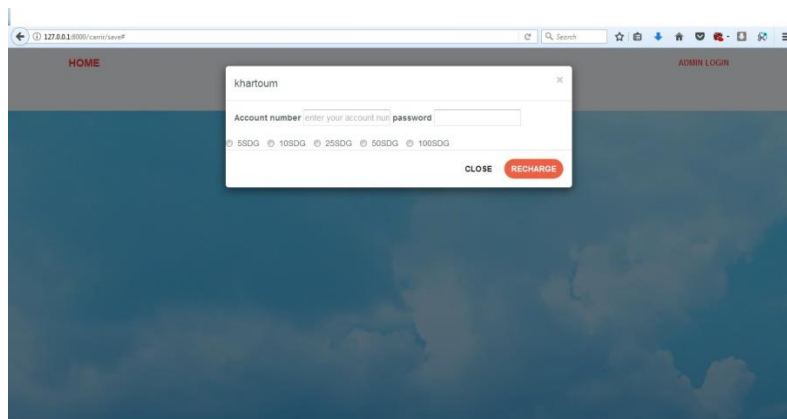 127.0.0.1:8000/carrir/save#
Search
HOME
ADMIN LOGIN
khartoum
×
Account number enter your account nun password
5SDG 10SDG 25SDG 50SDG 100SDG
CLOSE RECHARGE